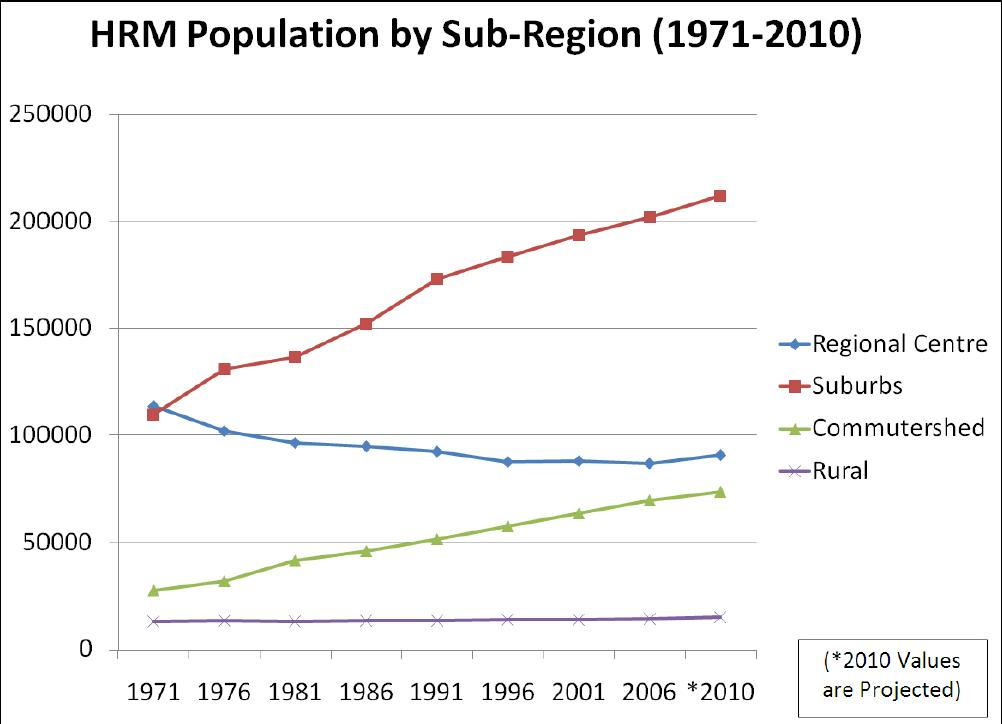 HRM Population by Sub-Region (1971-2010)
250000
200000
150000
100000
50000
0
1971 1976 1981 1986 1991 1996 2001 2006 *2010
Regional Centre
Suburbs
Commutershed
Rural
(*2010 Values
are Projected)